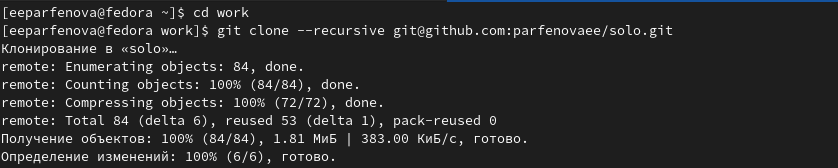 [eeparfenova@fedora ~]$ cd work
[eeparfenova@fedora work]$ git clone --recursive git@github.com:parfenovaee/solo.git
Клонирование в «solo»…
remote: Enumerating objects: 84, done.
remote: Counting objects: 100% (84/84), done.
remote: Compressing objects: 100% (72/72), done.
remote: Total 84 (delta 6), reused 53 (delta 1), pack-reused 0
Получение объектов: 100% (84/84), 1.81 МиБ | 383.00 КиБ/с, готово.
Определение изменений: 100% (6/6), готово.